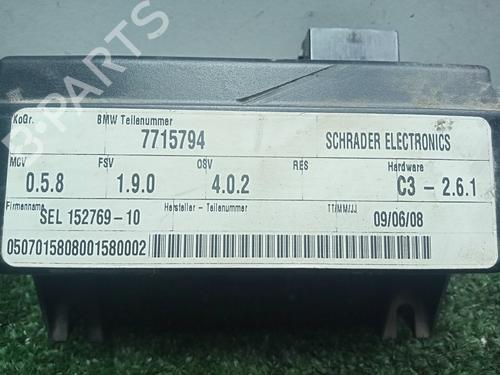 KoGr. BMW Teilenummer
7715794 SCHRADER ELECTRONICS
MCV FSV OSV RES Hardware
0.5.8 1.9.0 4.0.2 C3 - 2.6.1
Firmenname Hersteller - Teilenummer TT/MM/JJ
SEL 152769-10 09/06/08
0507015808001580002
B-PARTS